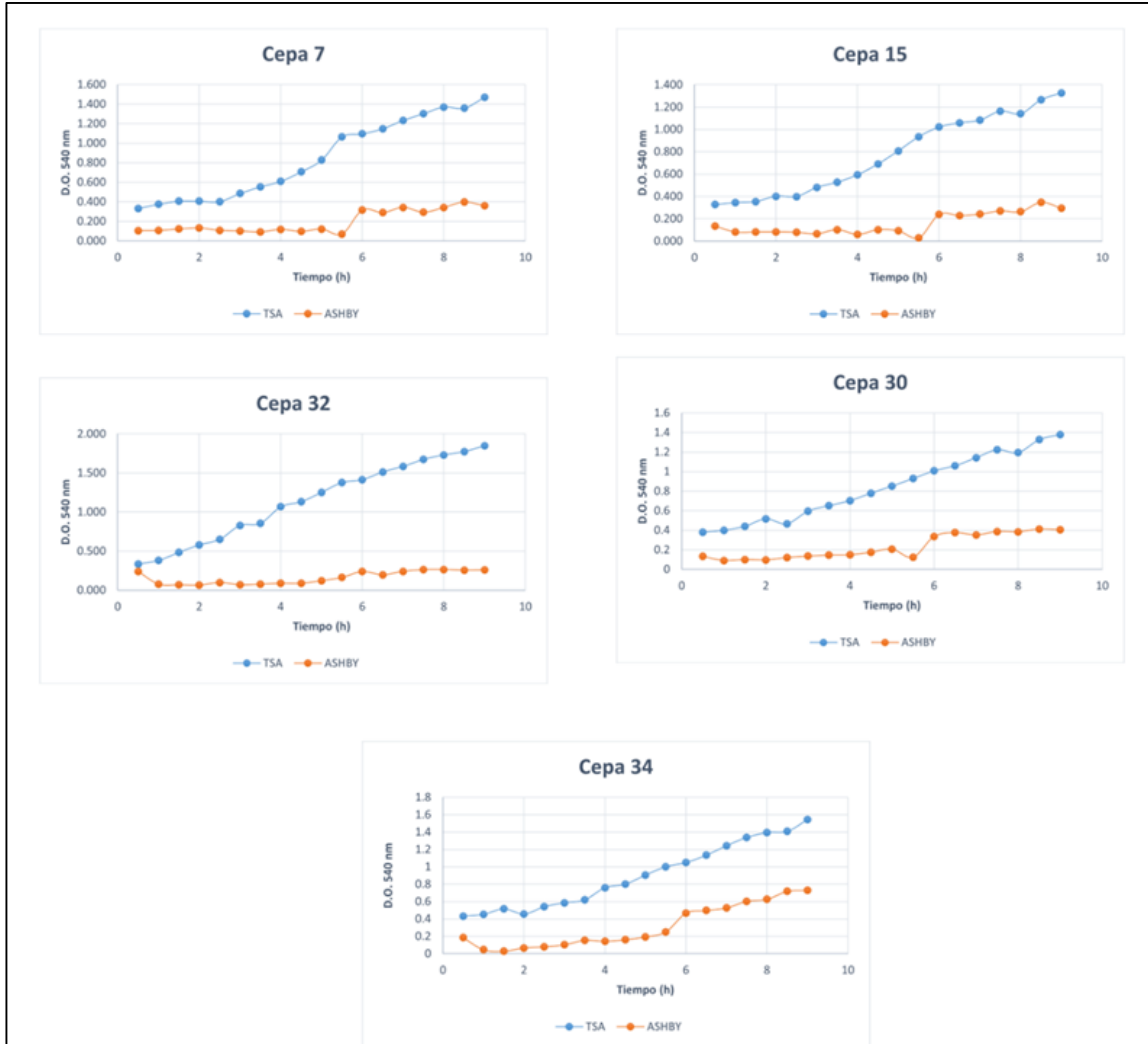 Cepa 7
1.600
1.400
1.200
1.000
0.800
0.600
0.400
0.200
0.000
D.O. 540 nm
0 2 4 6 8 10
Tiempo (h)
TSA ASHBY
Cepa 15
1.400
1.200
1.000
0.800
0.600
0.400
0.200
0.000
D.O. 540 nm
0 2 4 6 8 10
Tiempo (h)
TSA ASHBY
Cepa 32
2.000
1.500
1.000
0.500
0.000
D.O. 540 nm
0 2 4 6 8 10
Tiempo (h)
TSA ASHBY
Cepa 30
1.6
1.4
1.2
1
0.8
0.6
0.4
0.2
0
D.O. 540 nm
0 2 4 6 8 10
Tiempo (h)
TSA ASHBY
Cepa 34
1.8
1.6
1.4
1.2
1
0.8
0.6
0.4
0.2
0
D.O. 540 nm
0 2 4 6 8 10
Tiempo (h)
TSA ASHBY